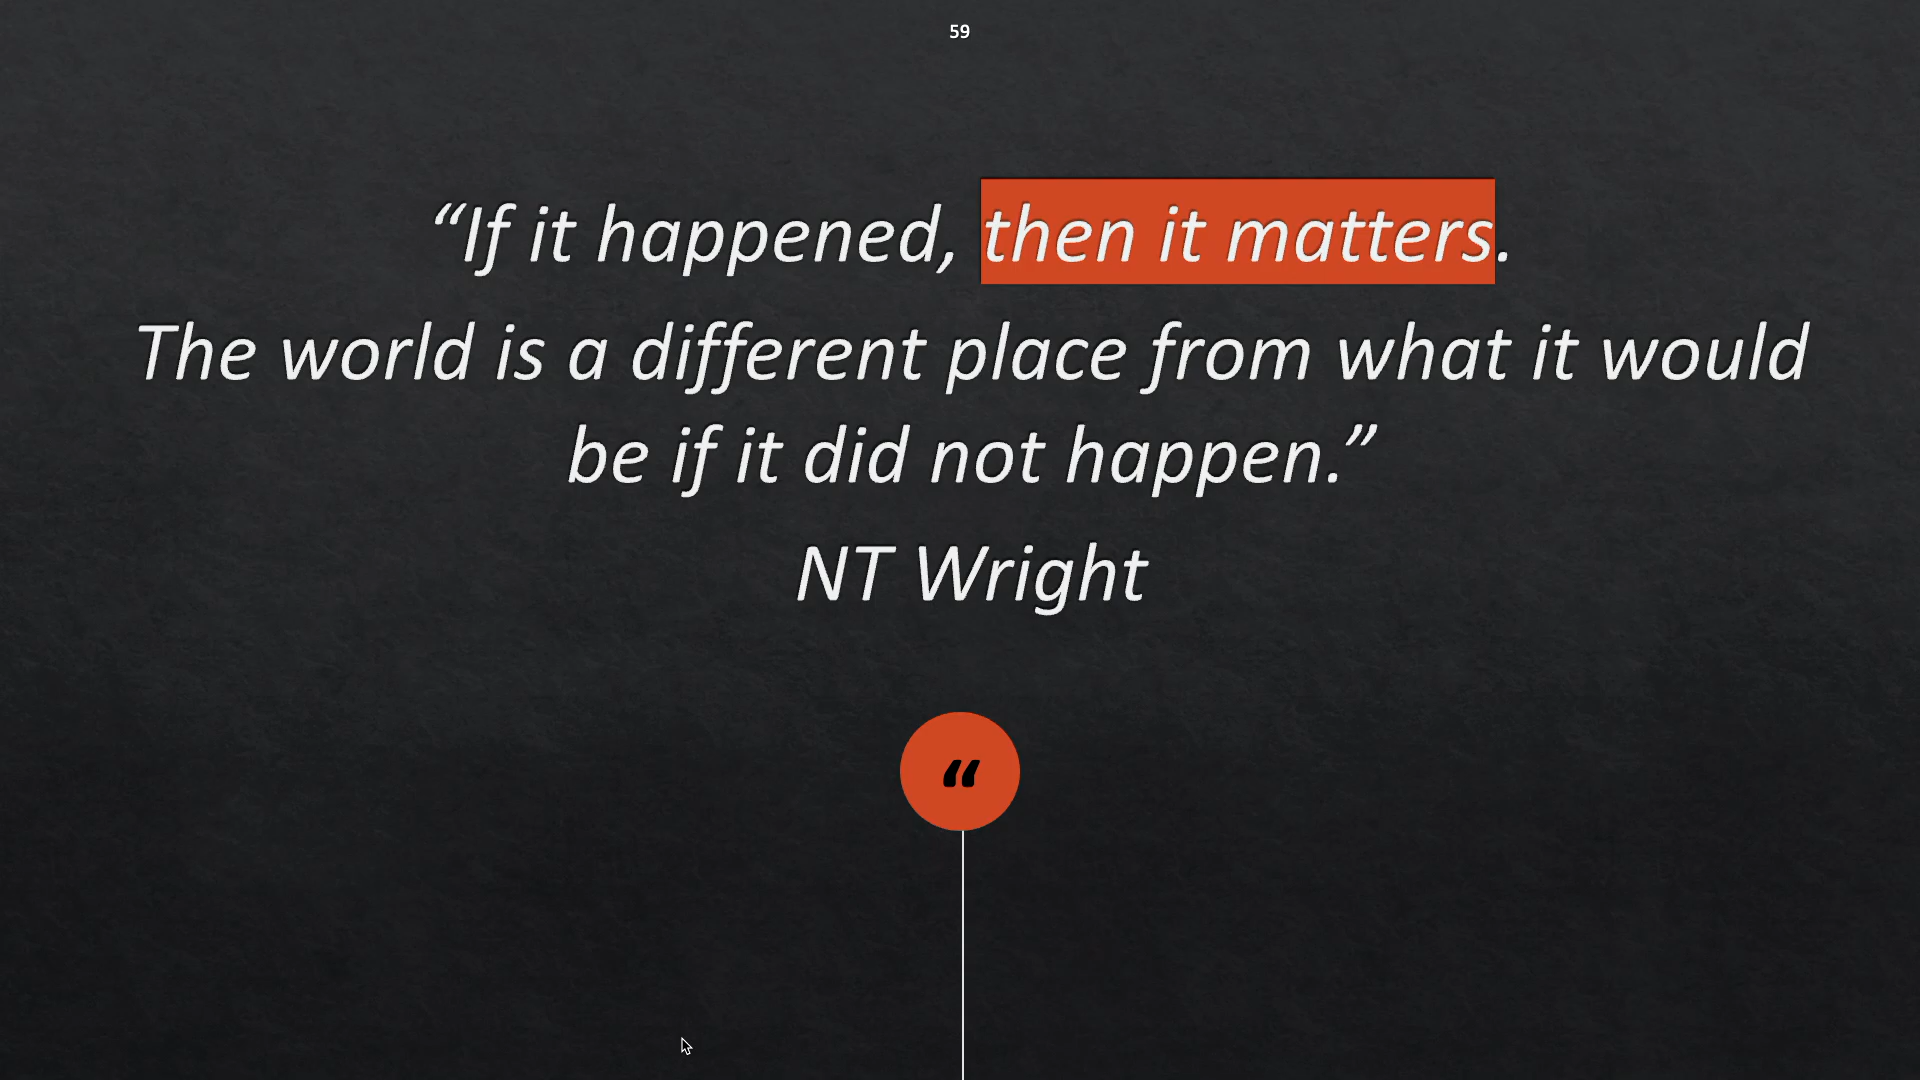 59
“If it happened, then it matters.
The world is a different place from what it would
be if it did not happen.”
NT Wright
“